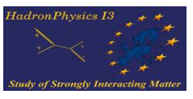 HadronPhysics I3
Study of Strongly Interacting Matter